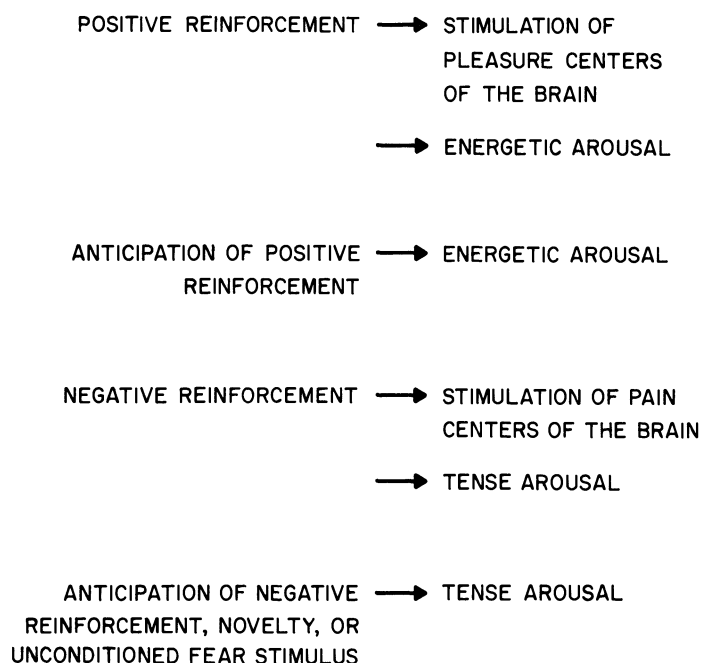 POSITIVE REINFORCEMENT → STIMULATION OF
PLEASURE CENTERS
OF THE BRAIN
→ ENERGETIC AROUSAL
ANTICIPATION OF POSITIVE → ENERGETIC AROUSAL
REINFORCEMENT
NEGATIVE REINFORCEMENT → STIMULATION OF PAIN
CENTERS OF THE BRAIN
→ TENSE AROUSAL
ANTICIPATION OF NEGATIVE → TENSE AROUSAL
REINFORCEMENT, NOVELTY, OR
UNCONDITIONED FEAR STIMULUS